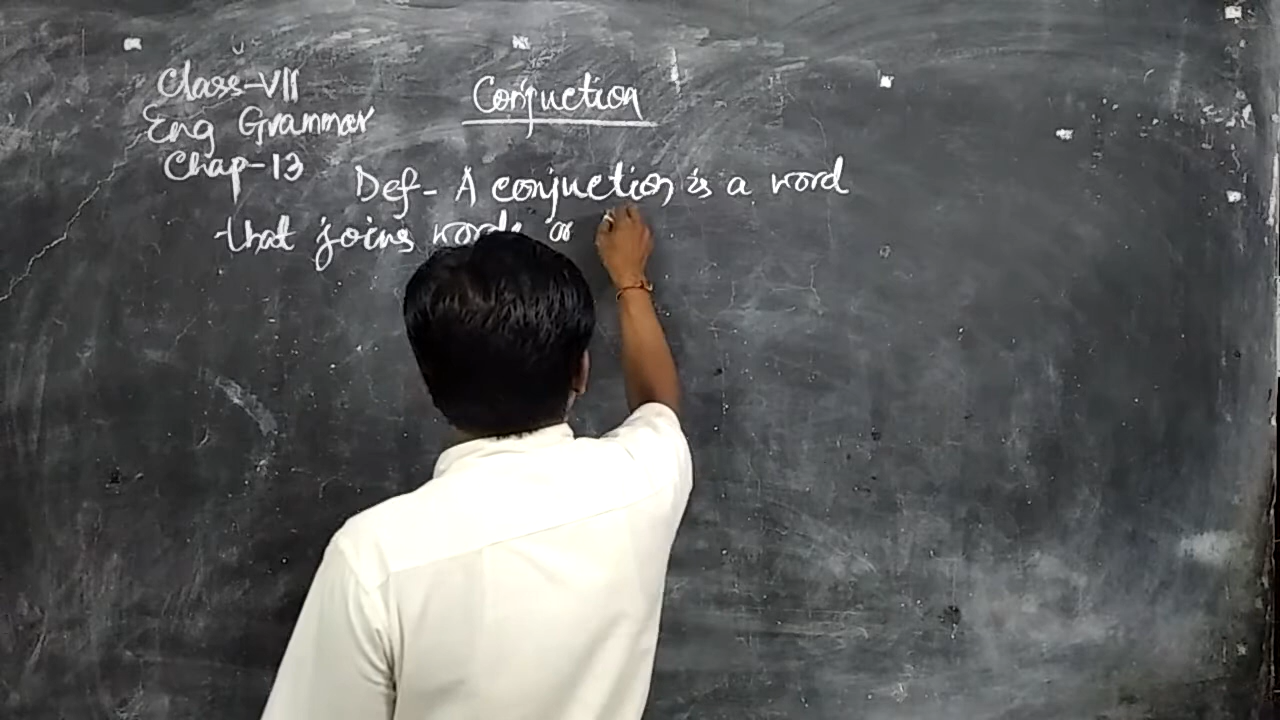 Class-VII
Eng Grammar
Chap-13
Conjuction
Def- A conjuction is a word
that joins words or